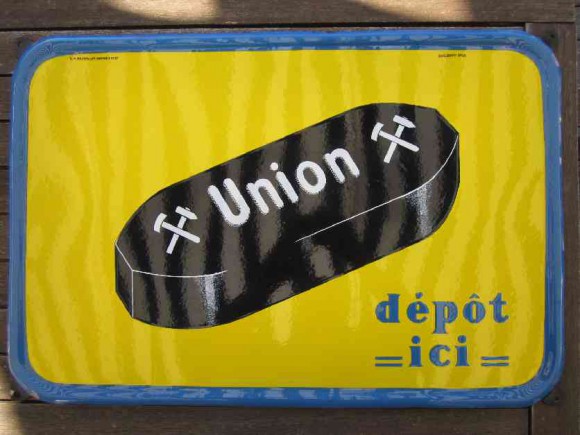 Union
dépôt
=ici=